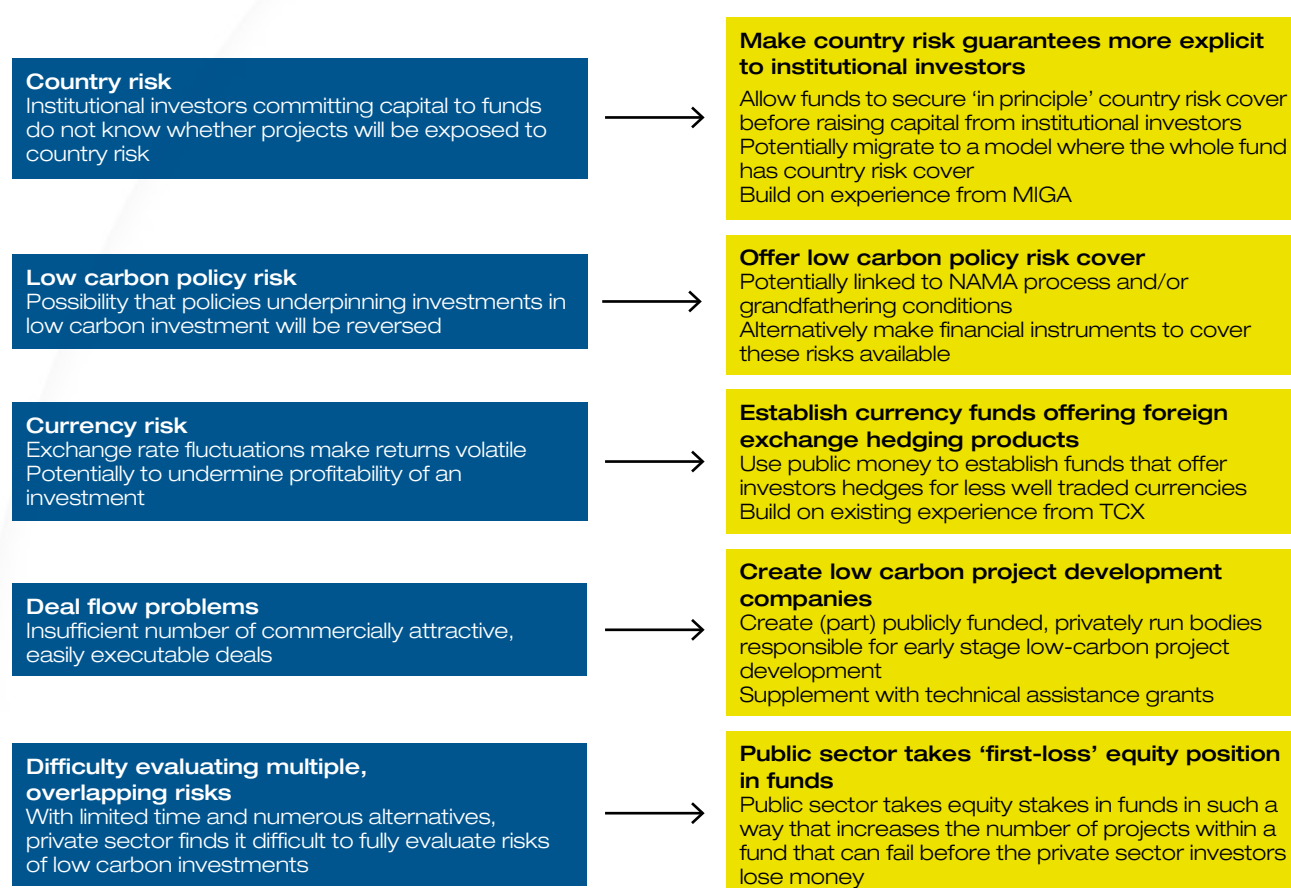 Country risk
Institutional investors committing capital to funds
do not know whether projects will be exposed to
country risk
Make country risk guarantees more explicit
to institutional investors
Allow funds to secure ‘in principle’ country risk cover
before raising capital from institutional investors
Potentially migrate to a model where the whole fund
has country risk cover
Build on experience from MIGA
Low carbon policy risk
Possibility that policies underpinning investments in
low carbon investment will be reversed
Offer low carbon policy risk cover
Potentially linked to NAMA process and/or
grandfathering conditions
Alternatively make financial instruments to cover
these risks available
Currency risk
Exchange rate fluctuations make returns volatile
Potentially to undermine profitability of an
investment
Establish currency funds offering foreign
exchange hedging products
Use public money to establish funds that offer
investors hedges for less well traded currencies
Build on existing experience from TCX
Deal flow problems
Insufficient number of commercially attractive,
easily executable deals
Create low carbon project development
companies
Create (part) publicly funded, privately run bodies
responsible for early stage low-carbon project
development
Supplement with technical assistance grants
Difficulty evaluating multiple,
overlapping risks
With limited time and numerous alternatives,
private sector finds it difficult to fully evaluate risks
of low carbon investments
Public sector takes ‘first-loss’ equity position
in funds
Public sector takes equity stakes in funds in such a
way that increases the number of projects within a
fund that can fail before the private sector investors
lose money